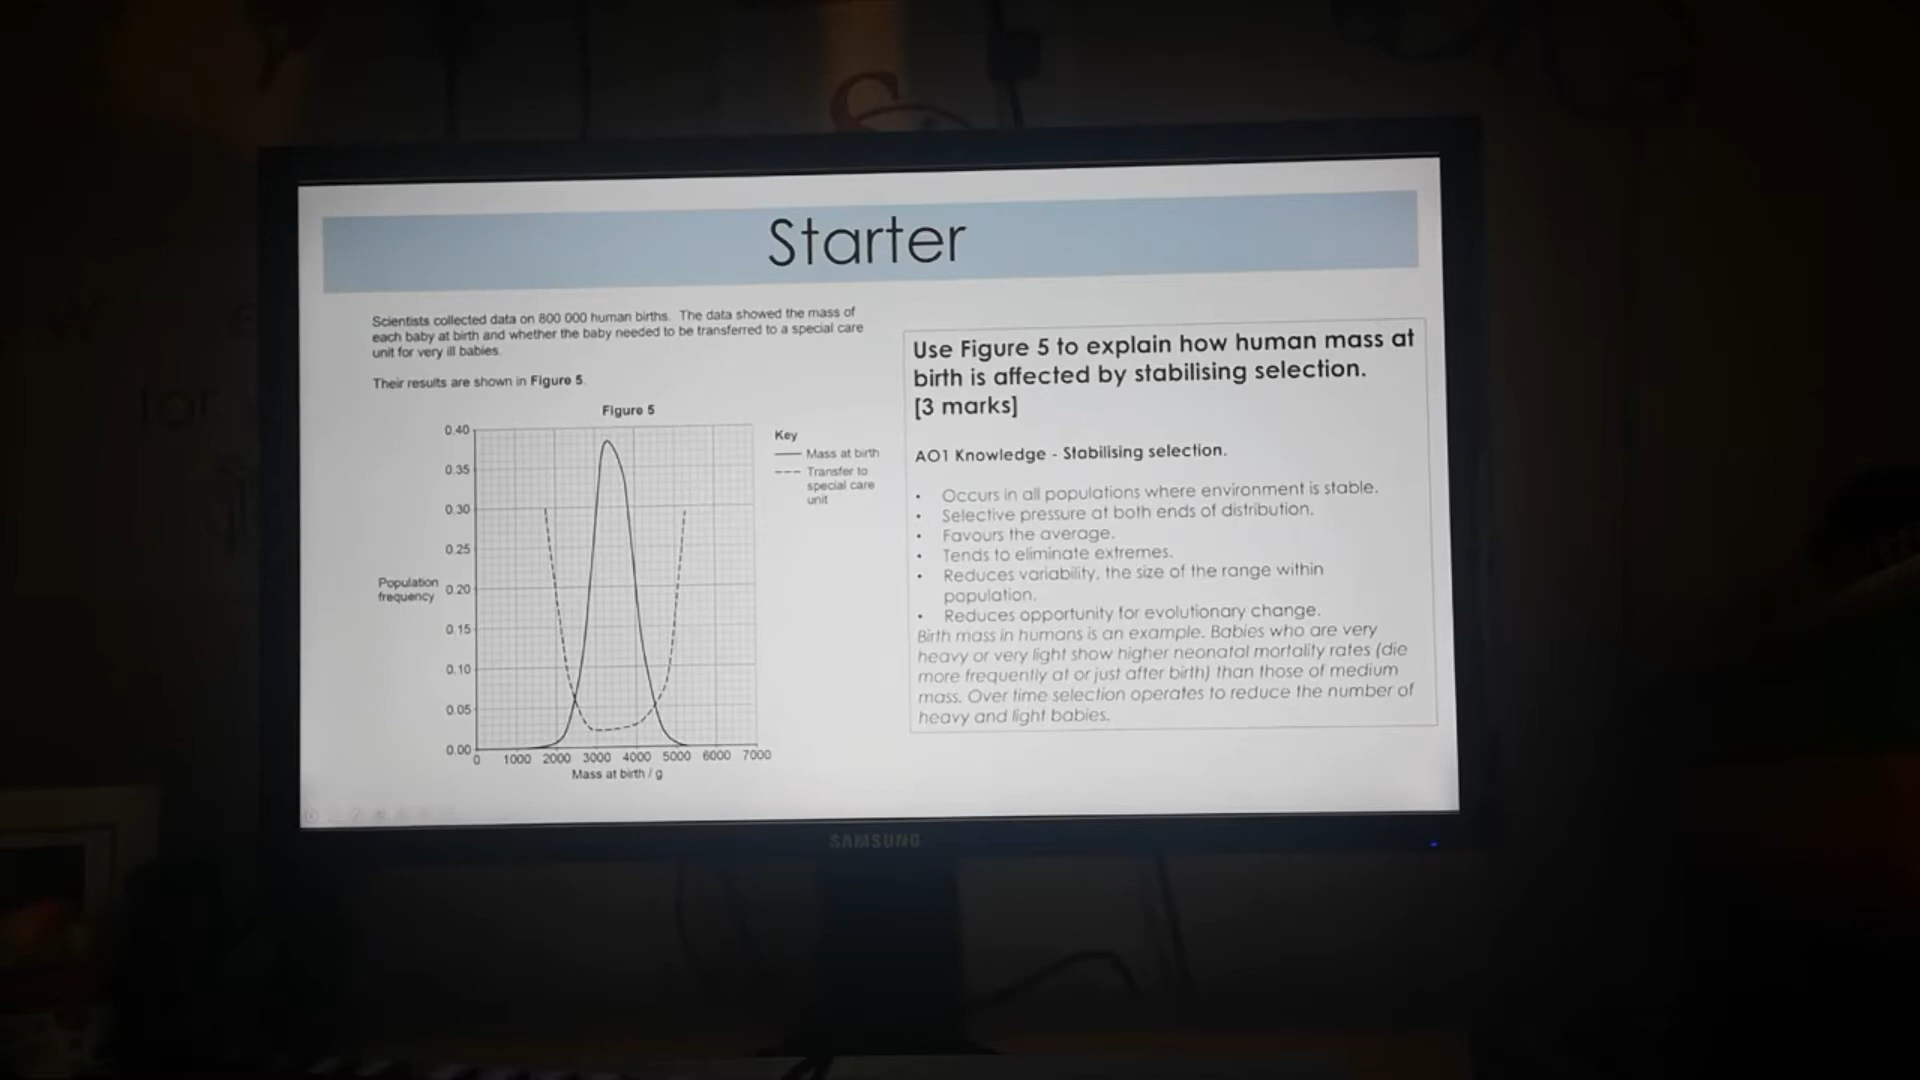 Starter
Scientists collected data on 800 000 human births. The data showed the mass of
each baby at birth and whether the baby needed to be transferred to a special care
unit for very ill babies.
Their results are shown in Figure 5.
Figure 5
0.40
0.35
0.30
0.25
0.20
0.15
0.10
0.05
0.00
Population
frequency
0 1000 2000 3000 4000 5000 6000 7000
Mass at birth / g
Key
Mass at birth
Transfer to
special care
unit
Use Figure 5 to explain how human mass at
birth is affected by stabilising selection.
[3 marks]
AO1 Knowledge - Stabilising selection.
• Occurs in all populations where environment is stable.
• Selective pressure at both ends of distribution.
• Favours the average.
• Tends to eliminate extremes.
• Reduces variability, the size of the range within
population.
• Reduces opportunity for evolutionary change.
Birth mass in humans is an example. Babies who are very
heavy or very light show higher neonatal mortality rates (die
more frequently at or just after birth) than those of medium
mass. Over time selection operates to reduce the number of
heavy and light babies.
SAMSUNG
for